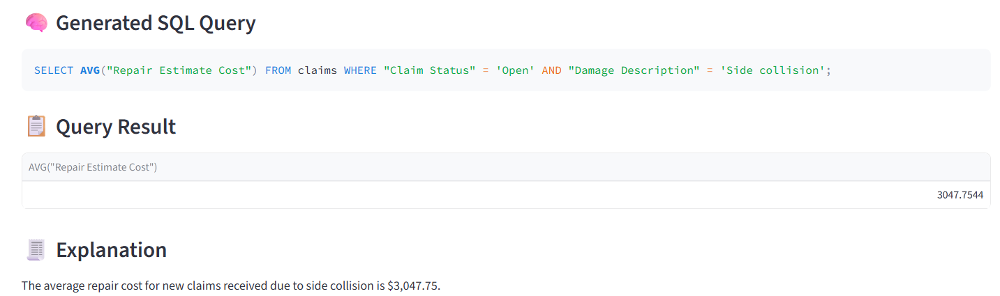 Generated SQL Query
SELECT AVG("Repair Estimate Cost") FROM claims WHERE "Claim Status" = 'Open' AND "Damage Description" = 'Side collision';
Query Result
AVG("Repair Estimate Cost")
3047.7544
Explanation
The average repair cost for new claims received due to side collision is $3,047.75.